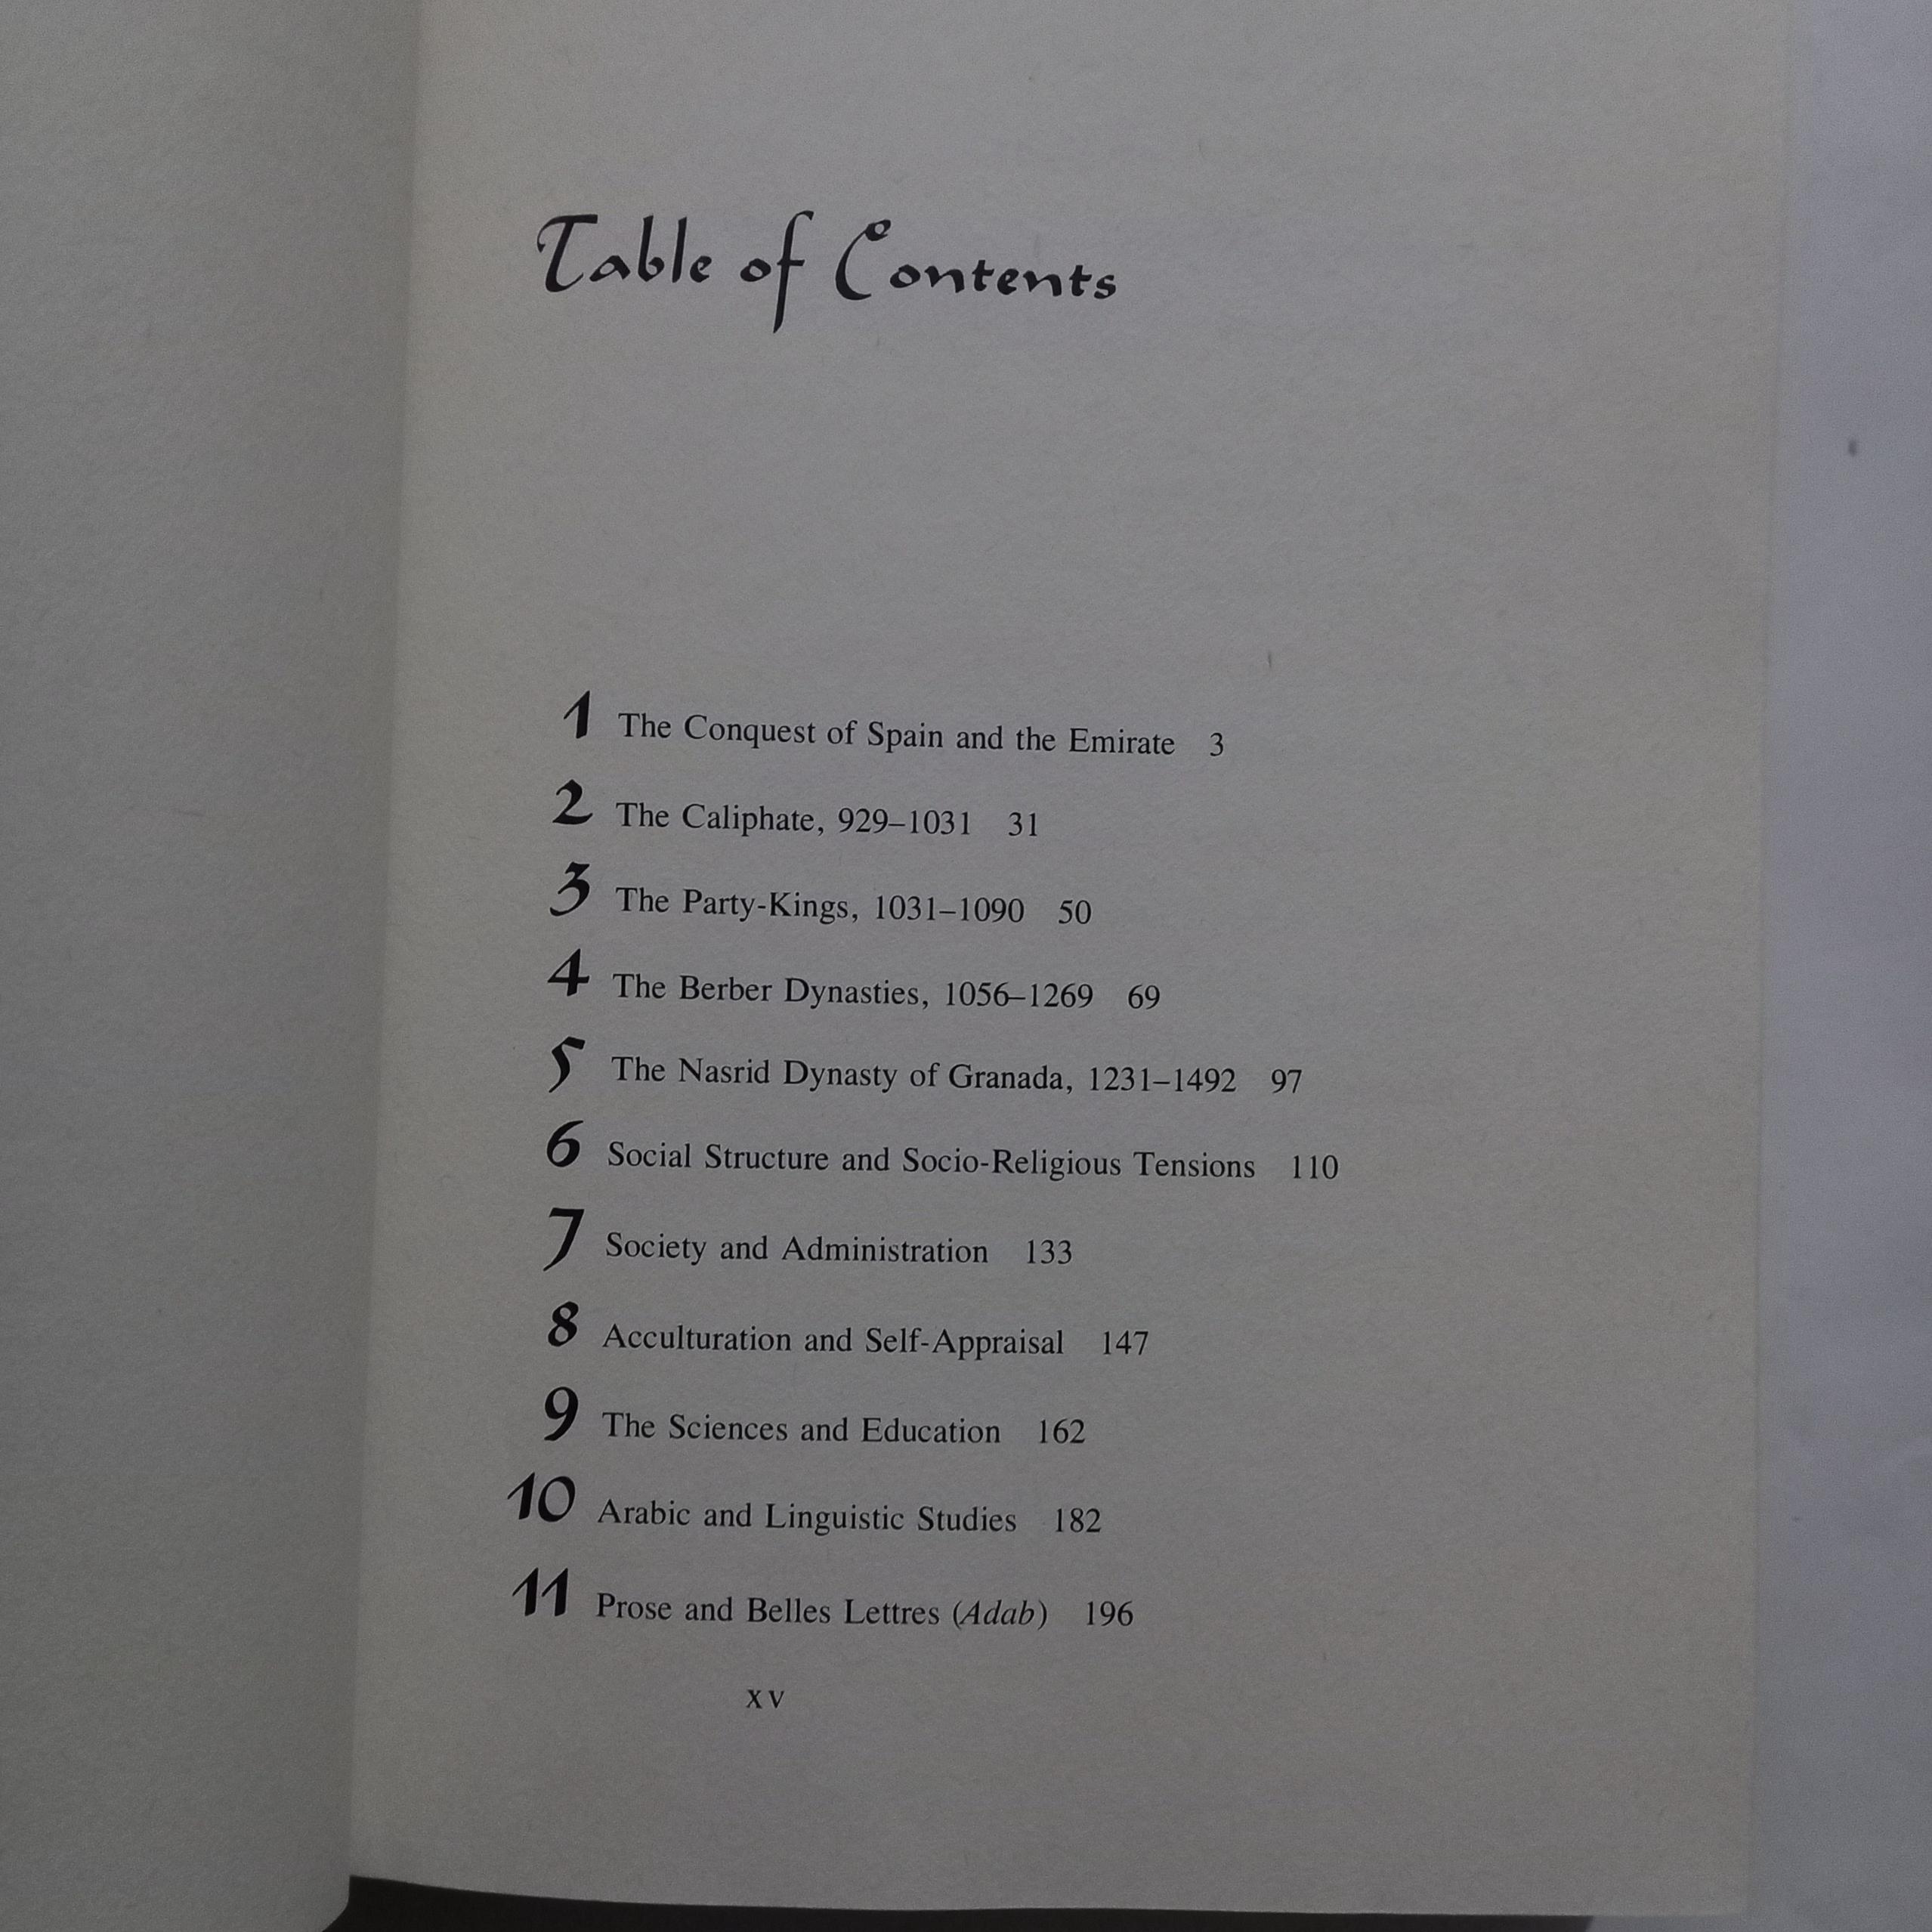 Table of Contents
1 The Conquest of Spain and the Emirate 3
2 The Caliphate, 929–1031 31
3 The Party-Kings, 1031–1090 50
4 The Berber Dynasties, 1056–1269 69
5 The Nasrid Dynasty of Granada, 1231–1492 97
6 Social Structure and Socio-Religious Tensions 110
7 Society and Administration 133
8 Acculturation and Self-Appraisal 147
9 The Sciences and Education 162
10 Arabic and Linguistic Studies 182
11 Prose and Belles Lettres (Adab) 196
xv